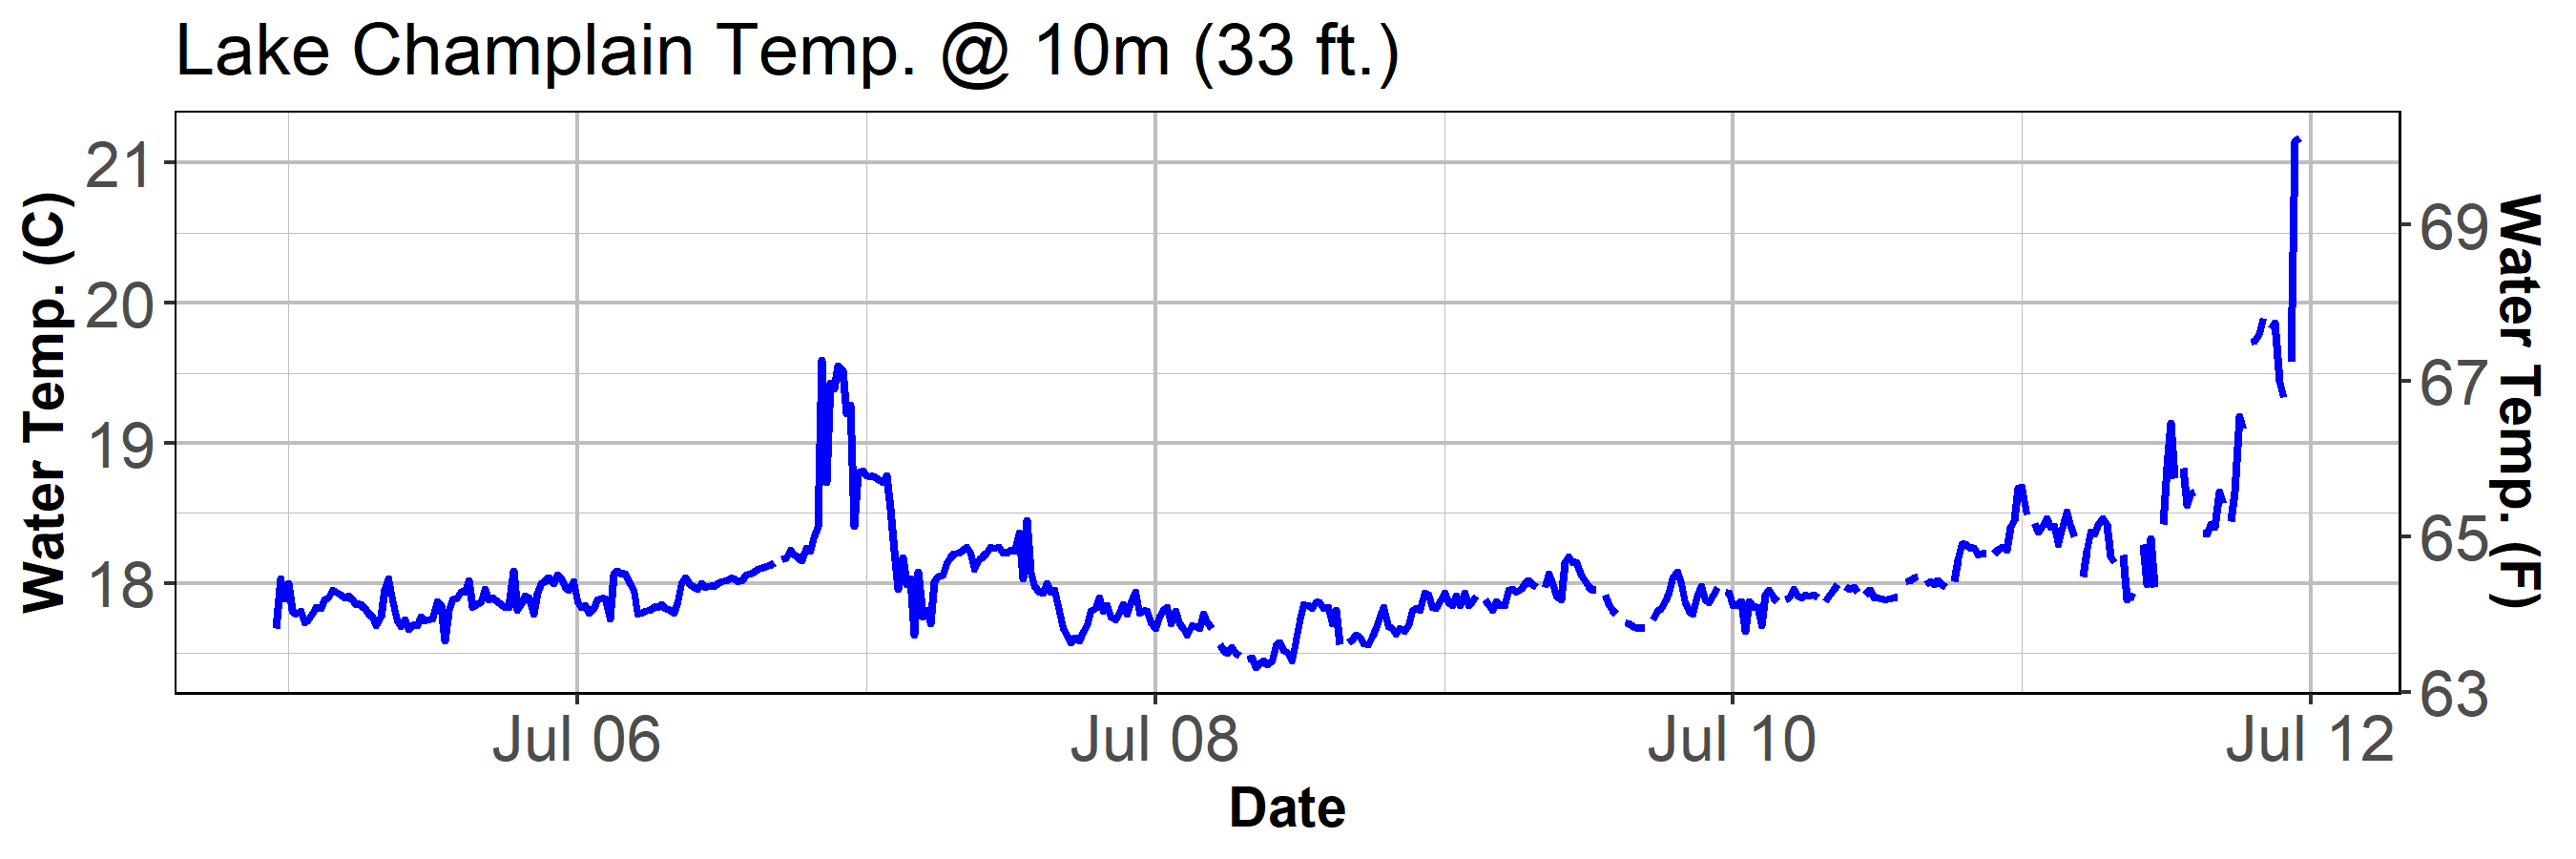 Lake Champlain Temp. @ 10m (33 ft.)
Water Temp. (C)
21
20
19
18
69
67
65
63
Water Temp. (F)
Jul 06
Jul 08
Jul 10
Jul 12
Date